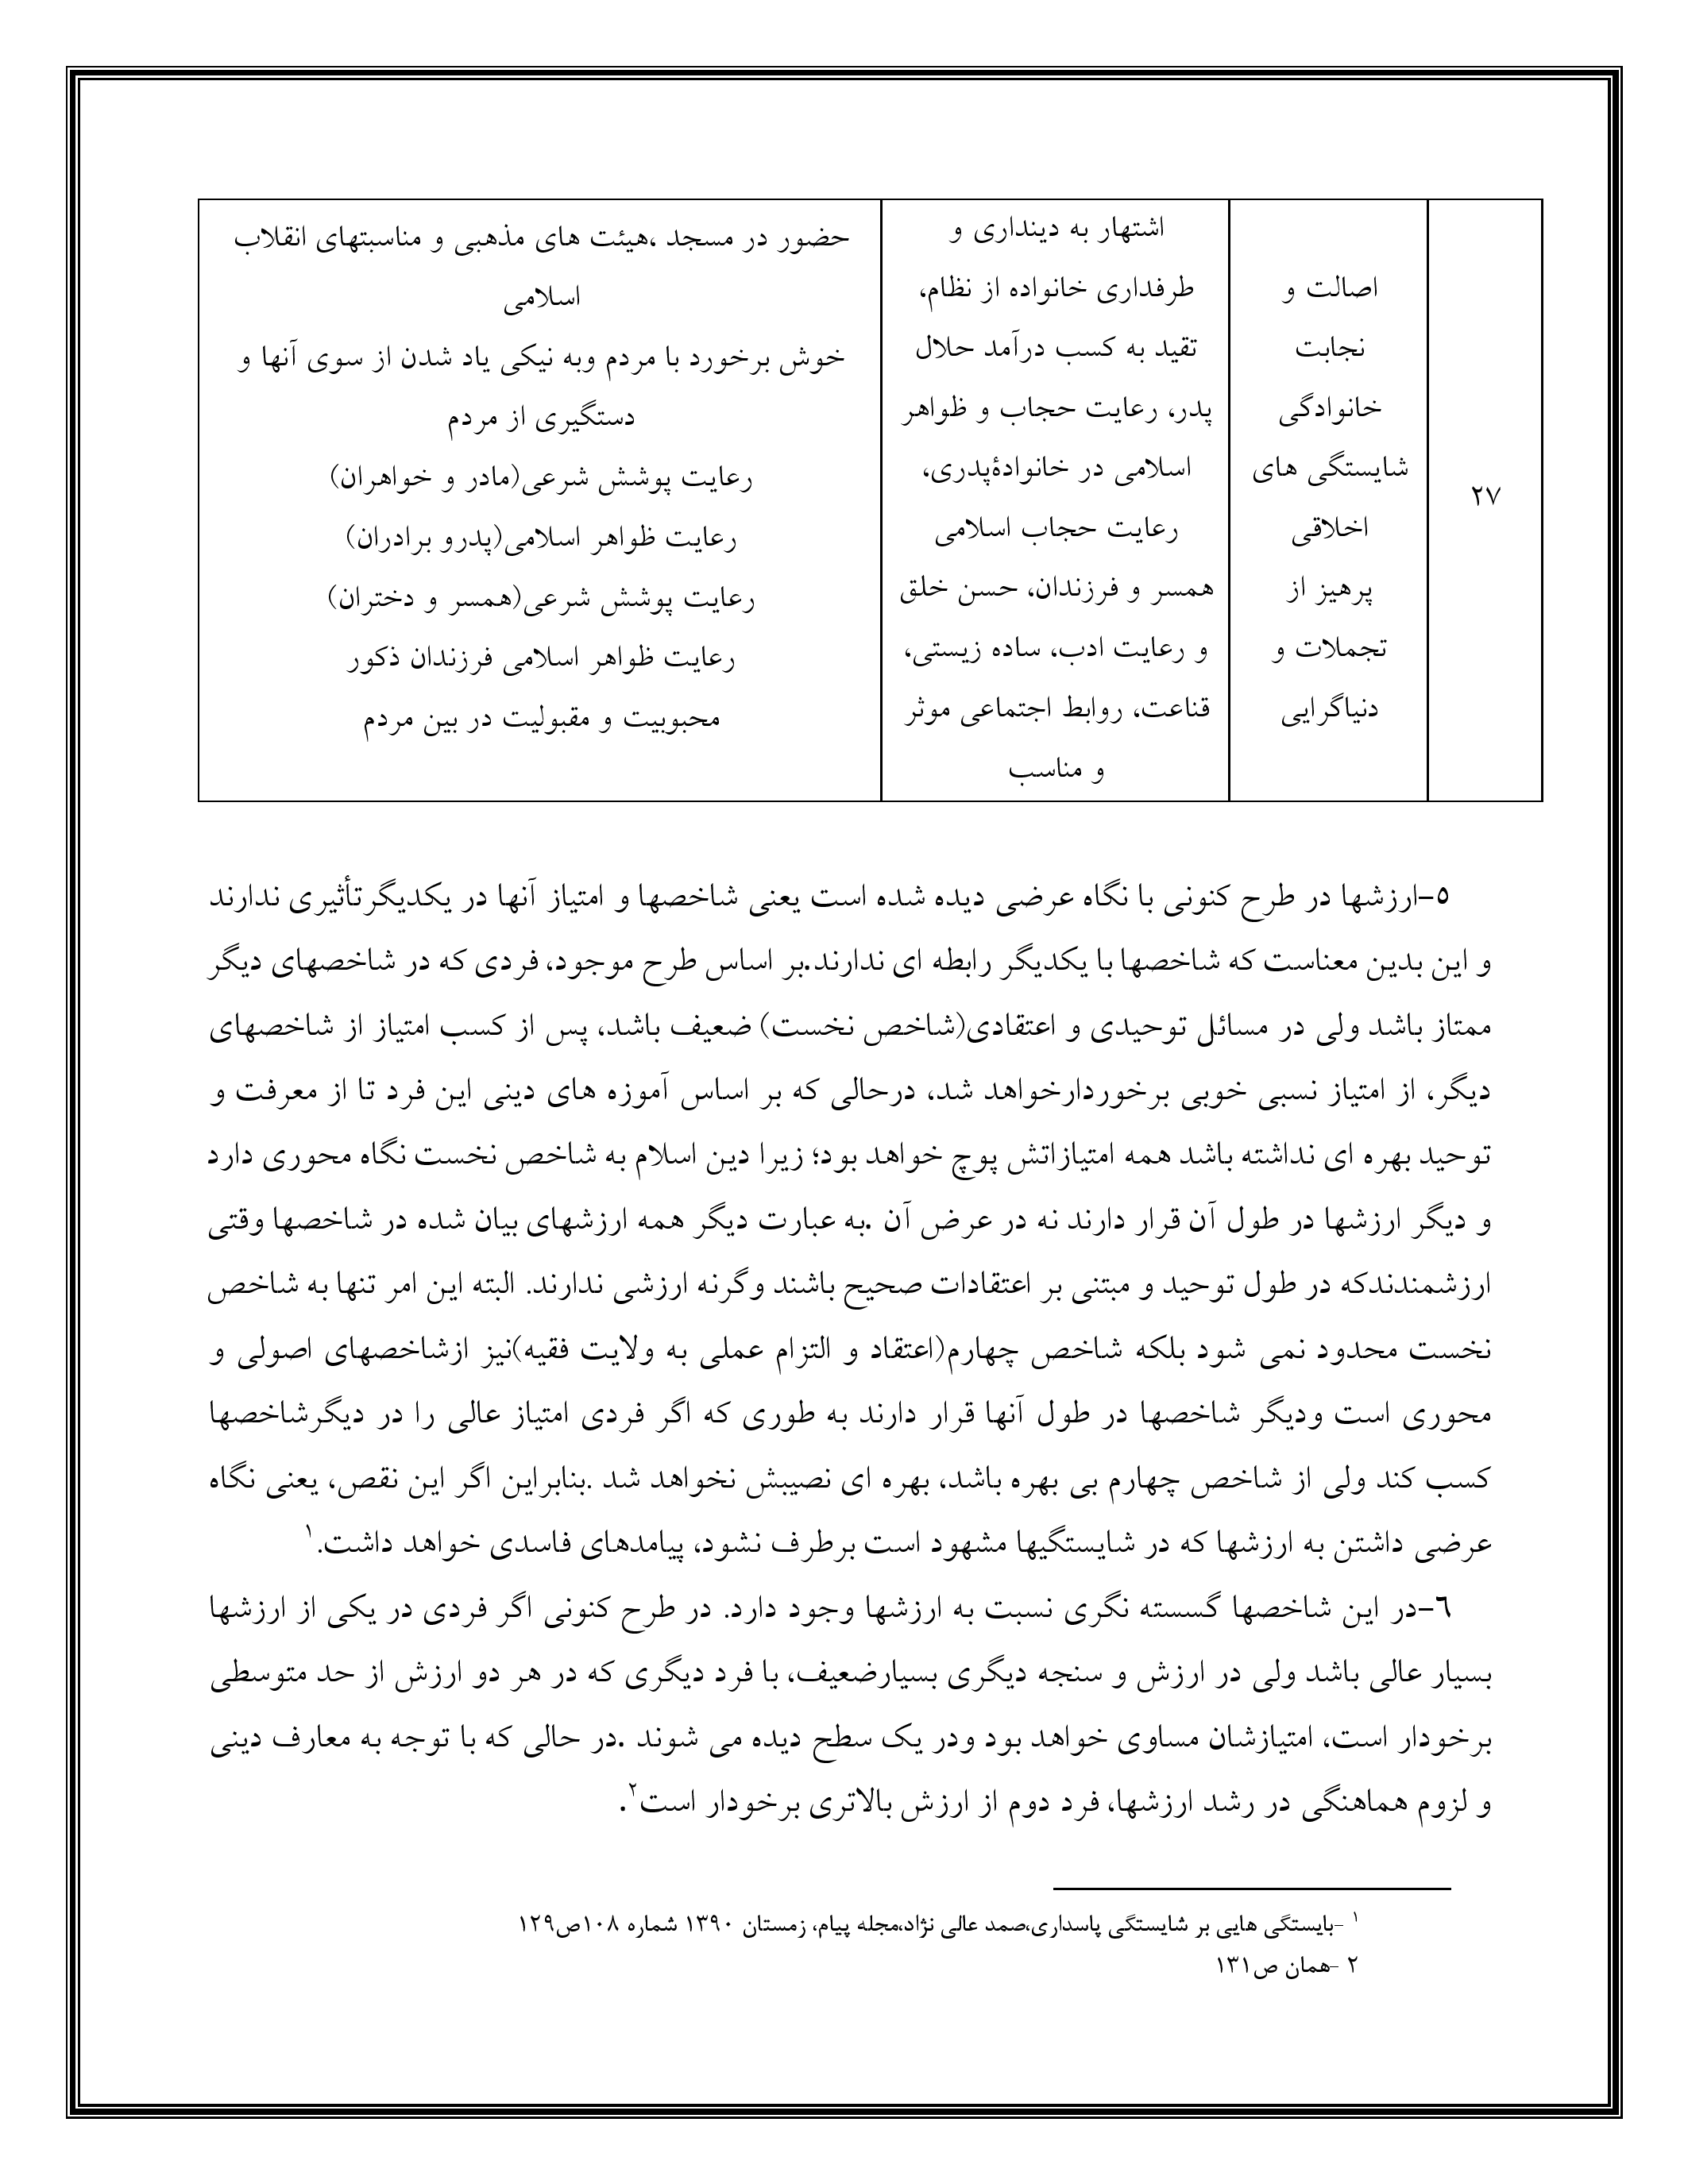 ۲۷
اصالت و
نجابت
خانوادگی
شایستگی های
اخلاقی
پرهیز از
تجملات و
دنیاگرایی
اشتهار به دینداری و
طرفداری خانواده از نظام،
تقید به کسب درآمد حلال
پدر، رعایت حجاب و ظواهر
اسلامی در خانوادۀپدری،
رعایت حجاب اسلامی
همسر و فرزندان، حسن خلق
و رعایت ادب، ساده زیستی،
قناعت، روابط اجتماعی موثر
و مناسب
حضور در مسجد ،هیئت های مذهبی و مناسبتهای انقلاب
اسلامی
خوش برخورد با مردم وبه نیکی یاد شدن از سوی آنها و
دستگیری از مردم
رعایت پوشش شرعی(مادر و خواهران)
رعایت ظواهر اسلامی(پدرو برادران)
رعایت پوشش شرعی(همسر و دختران)
رعایت ظواهر اسلامی فرزندان ذکور
محبوبیت و مقبولیت در بین مردم
٥-ارزشها در طرح کنونی با نگاه عرضی دیده شده است یعنی شاخصها و امتیاز آنها در یکدیگرتأثیری ندارند
و این بدین معناست که شاخصها با یکدیگر رابطه ای ندارند.بر اساس طرح موجود، فردی که در شاخصهای دیگر
ممتاز باشد ولی در مسائل توحیدی و اعتقادی(شاخص نخست) ضعیف باشد، پس از کسب امتیاز از شاخصهای
دیگر، از امتیاز نسبی خوبی برخوردارخواهد شد، درحالی که بر اساس آموزه های دینی این فرد تا از معرفت و
توحید بهره ای نداشته باشد همه امتیازاتش پوچ خواهد بود؛ زیرا دین اسلام به شاخص نخست نگاه محوری دارد
و دیگر ارزشها در طول آن قرار دارند نه در عرض آن .به عبارت دیگر همه ارزشهای بیان شده در شاخصها وقتی
ارزشمندندکه در طول توحید و مبتنی بر اعتقادات صحیح باشند وگرنه ارزشی ندارند. البته این امر تنها به شاخص
نخست محدود نمی شود بلکه شاخص چهارم(اعتقاد و التزام عملی به ولایت فقیه)نیز ازشاخصهای اصولی و
محوری است ودیگر شاخصها در طول آنها قرار دارند به طوری که اگر فردی امتیاز عالی را در دیگرشاخصها
کسب کند ولی از شاخص چهارم بی بهره باشد، بهره ای نصیبش نخواهد شد .بنابراین اگر این نقص، یعنی نگاه
عرضی داشتن به ارزشها که در شایستگیها مشهود است برطرف نشود، پیامدهای فاسدی خواهد داشت.۱
٦-در این شاخصها گسسته نگری نسبت به ارزشها وجود دارد. در طرح کنونی اگر فردی در یکی از ارزشها
بسیار عالی باشد ولی در ارزش و سنجه دیگری بسیارضعیف، با فرد دیگری که در هر دو ارزش از حد متوسطی
برخودار است، امتیازشان مساوی خواهد بود ودر یک سطح دیده می شوند .در حالی که با توجه به معارف دینی
و لزوم هماهنگی در رشد ارزشها، فرد دوم از ارزش بالاتری برخودار است۲.
۱ -بایستگی هایی بر شایستگی پاسداری،صمد عالی نژاد،مجله پیام، زمستان ۱۳۹۰ شماره ۱۰۸ص۱۲۹
۲ -همان ص۱۳۱